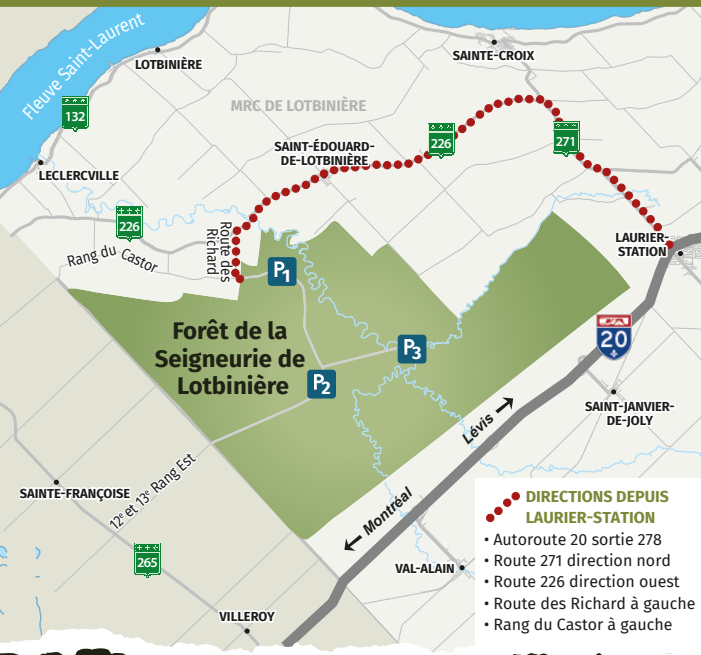 Fleuve Saint-Laurent
LOTBINIÈRE
SAINTE-CROIX
132
MRC DE LOTBINIÈRE
226
271
SAINT-ÉDOUARD-
DE-LOTBINIÈRE
LECLERCVILLE
226
Route des
Richard
Rang du Castor
LAURIER-
STATION
P1
Forêt de la
Seigneurie de
Lotbinière
P2
P3
20
SAINT-JANVIER-
DE-JOLY
Lévis
Montréal
SAINTE-FRANÇOISE
12e et 13e Rang Est
265
VAL-ALAIN
VILLEROY
DIRECTIONS DEPUIS
LAURIER-STATION
• Autoroute 20 sortie 278
• Route 271 direction nord
• Route 226 direction ouest
• Route des Richard à gauche
• Rang du Castor à gauche